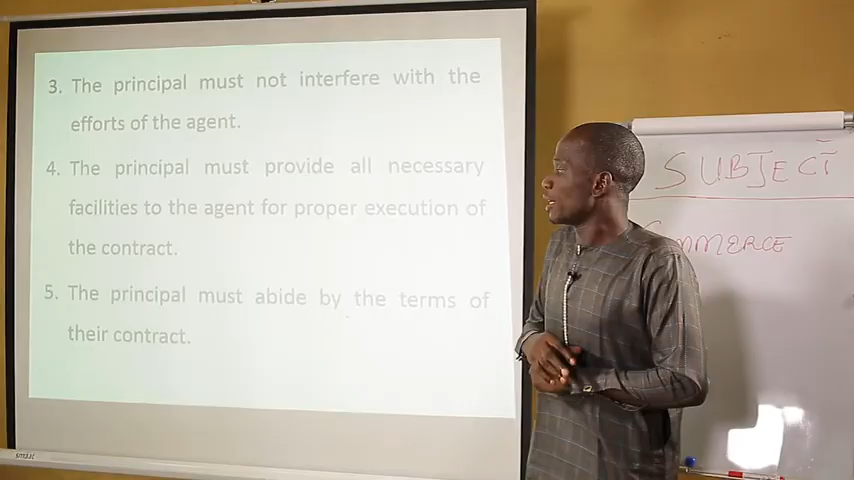 3. The principal must not interfere with the
efforts of the agent.
4. The principal must provide all necessary
facilities to the agent for proper execution of
the contract.
5. The principal must abide by the terms of
their contract.
SUBJECT
COMMERCE